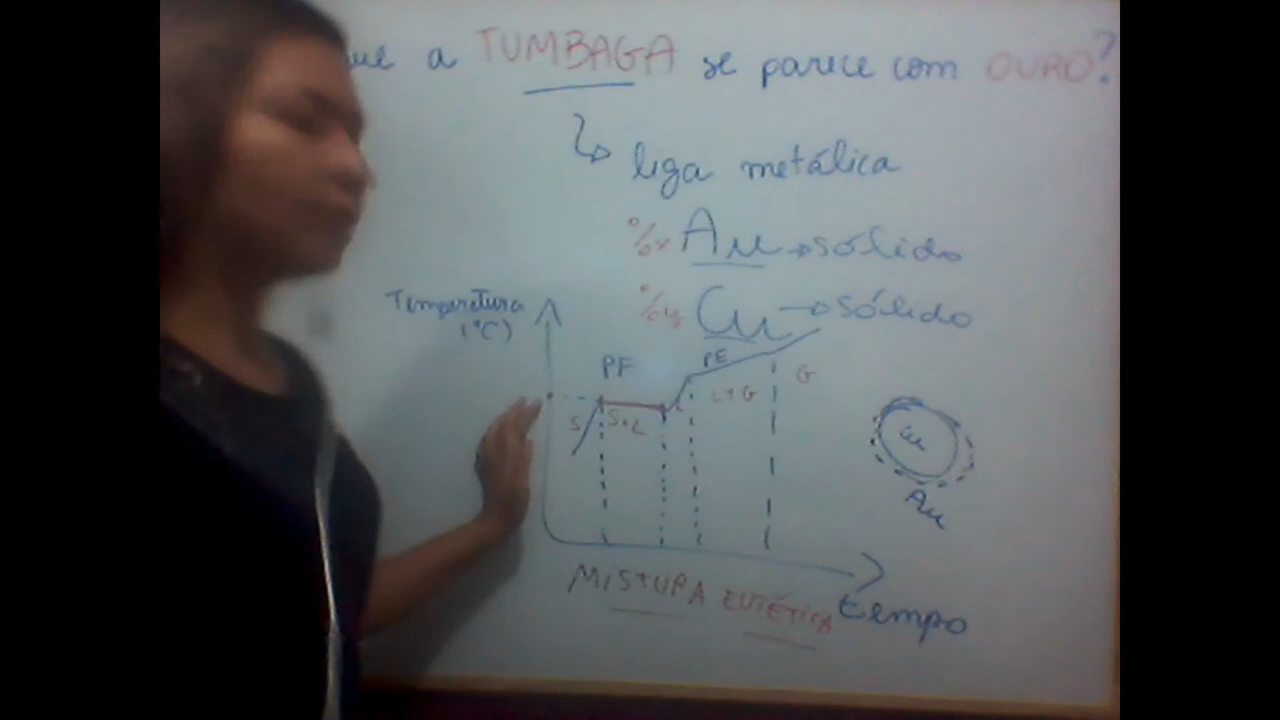 ue a TUMBAGA se parece com OURO?
liga metálica
%x Au → sólido
%y Cu → sólido
Temperatura
(°C)
PF
PE
S
S+L
L+G
G
Cu
Au
MISTURA EUTÉTICA
tempo